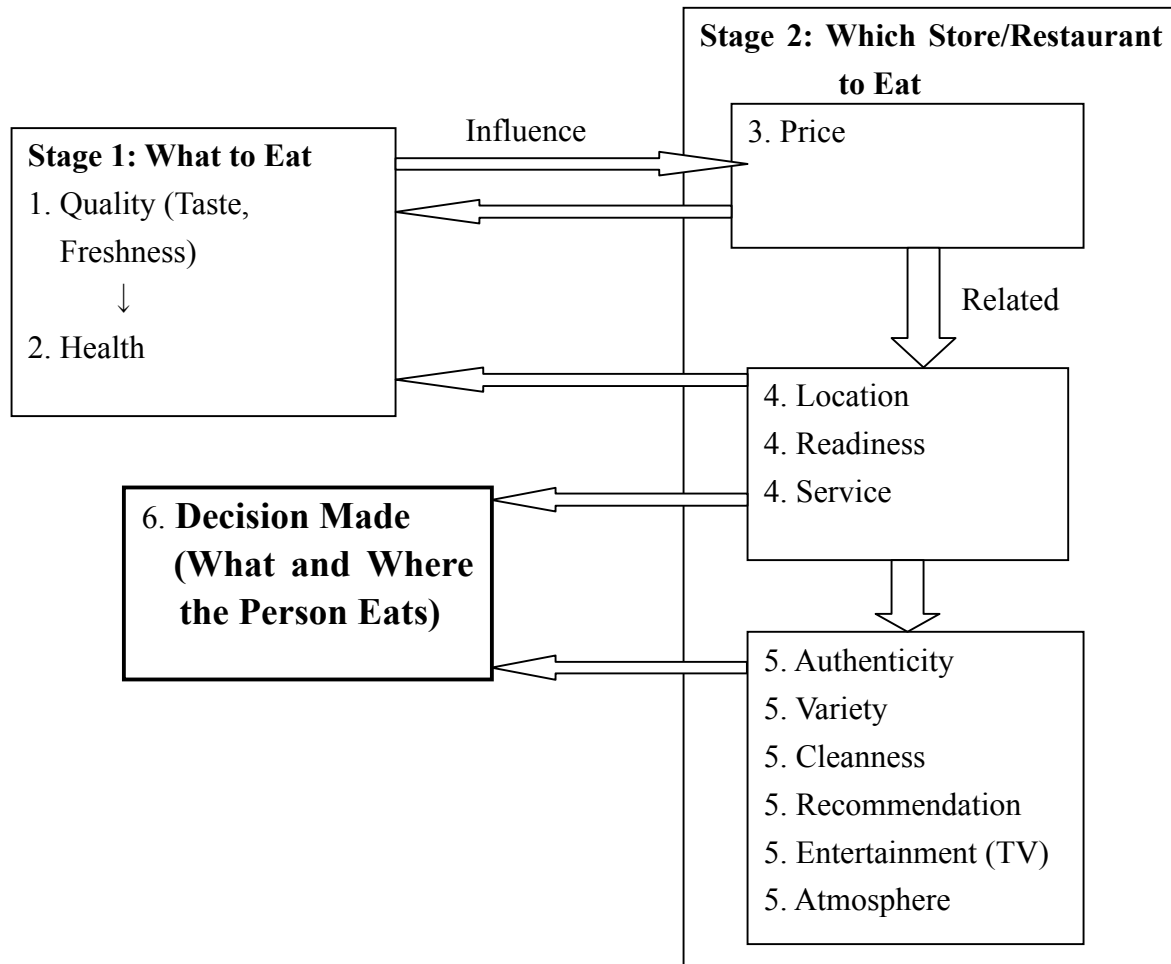 Stage 2: Which Store/Restaurant
to Eat
3. Price
Influence
Stage 1: What to Eat
1. Quality (Taste,
Freshness)
↓
2. Health
Related
4. Location
4. Readiness
4. Service
6. Decision Made
(What and Where
the Person Eats)
5. Authenticity
5. Variety
5. Cleanness
5. Recommendation
5. Entertainment (TV)
5. Atmosphere